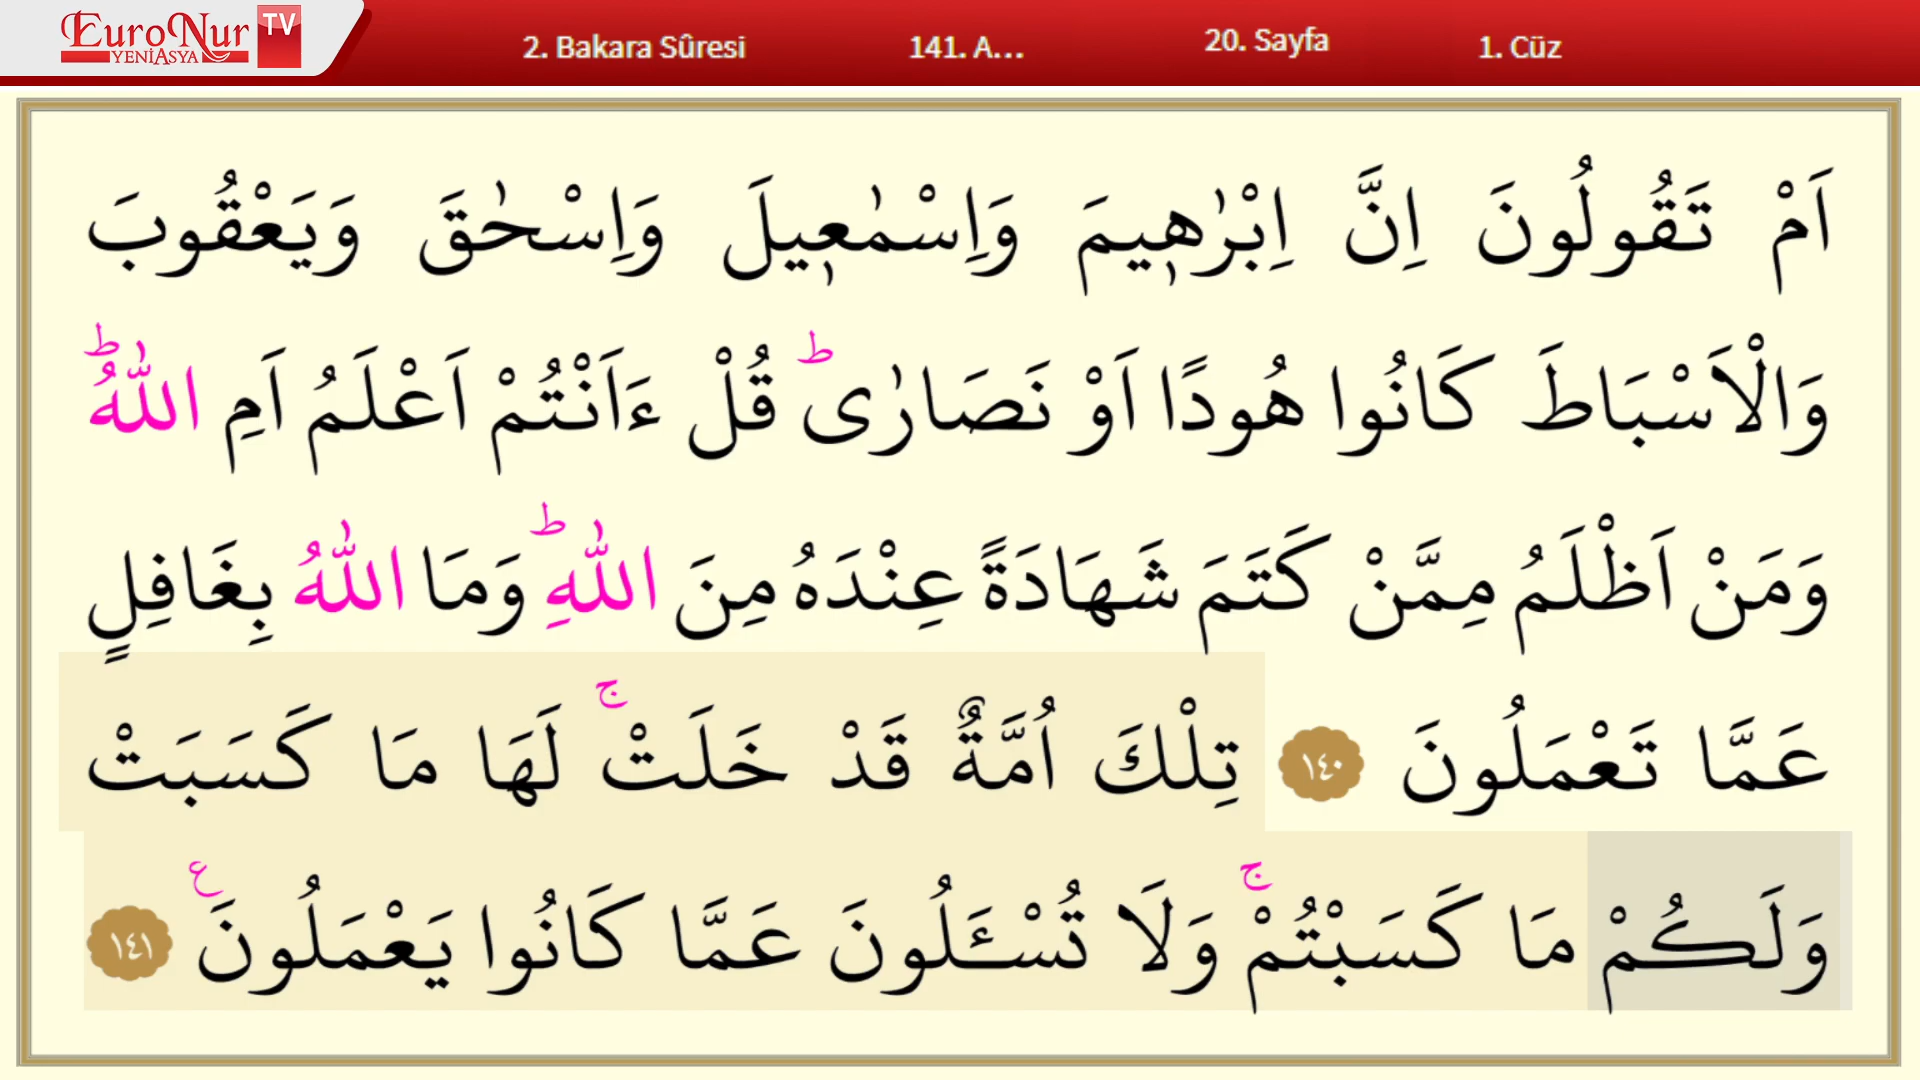 EuroNur TV
YENİASYA
2. Bakara Sûresi 141. A... 20. Sayfa 1. Cüz
اَمْ تَقُولُونَ اِنَّ اِبْرٰه۪يمَ وَاِسْمٰع۪يلَ وَاِسْحٰقَ وَيَعْقُوبَ
وَالْاَسْبَاطَ كَانُوا هُودًا اَوْ نَصَارٰىۜ قُلْ ءَاَنْتُمْ اَعْلَمُ اَمِ اللّٰهُۜ
وَمَنْ اَظْلَمُ مِمَّنْ كَتَمَ شَهَادَةً عِنْدَهُ مِنَ اللّٰهِۜ وَمَا اللّٰهُ بِغَافِلٍ
عَمَّا تَعْمَلُونَ ١٤٠ تِلْكَ اُمَّةٌ قَدْ خَلَتْۚ لَهَا مَا كَسَبَتْ
وَلَكُمْ مَا كَسَبْتُمْۚ وَلَا تُسْـَٔلُونَ عَمَّا كَانُوا يَعْمَلُونَ ع ١٤١